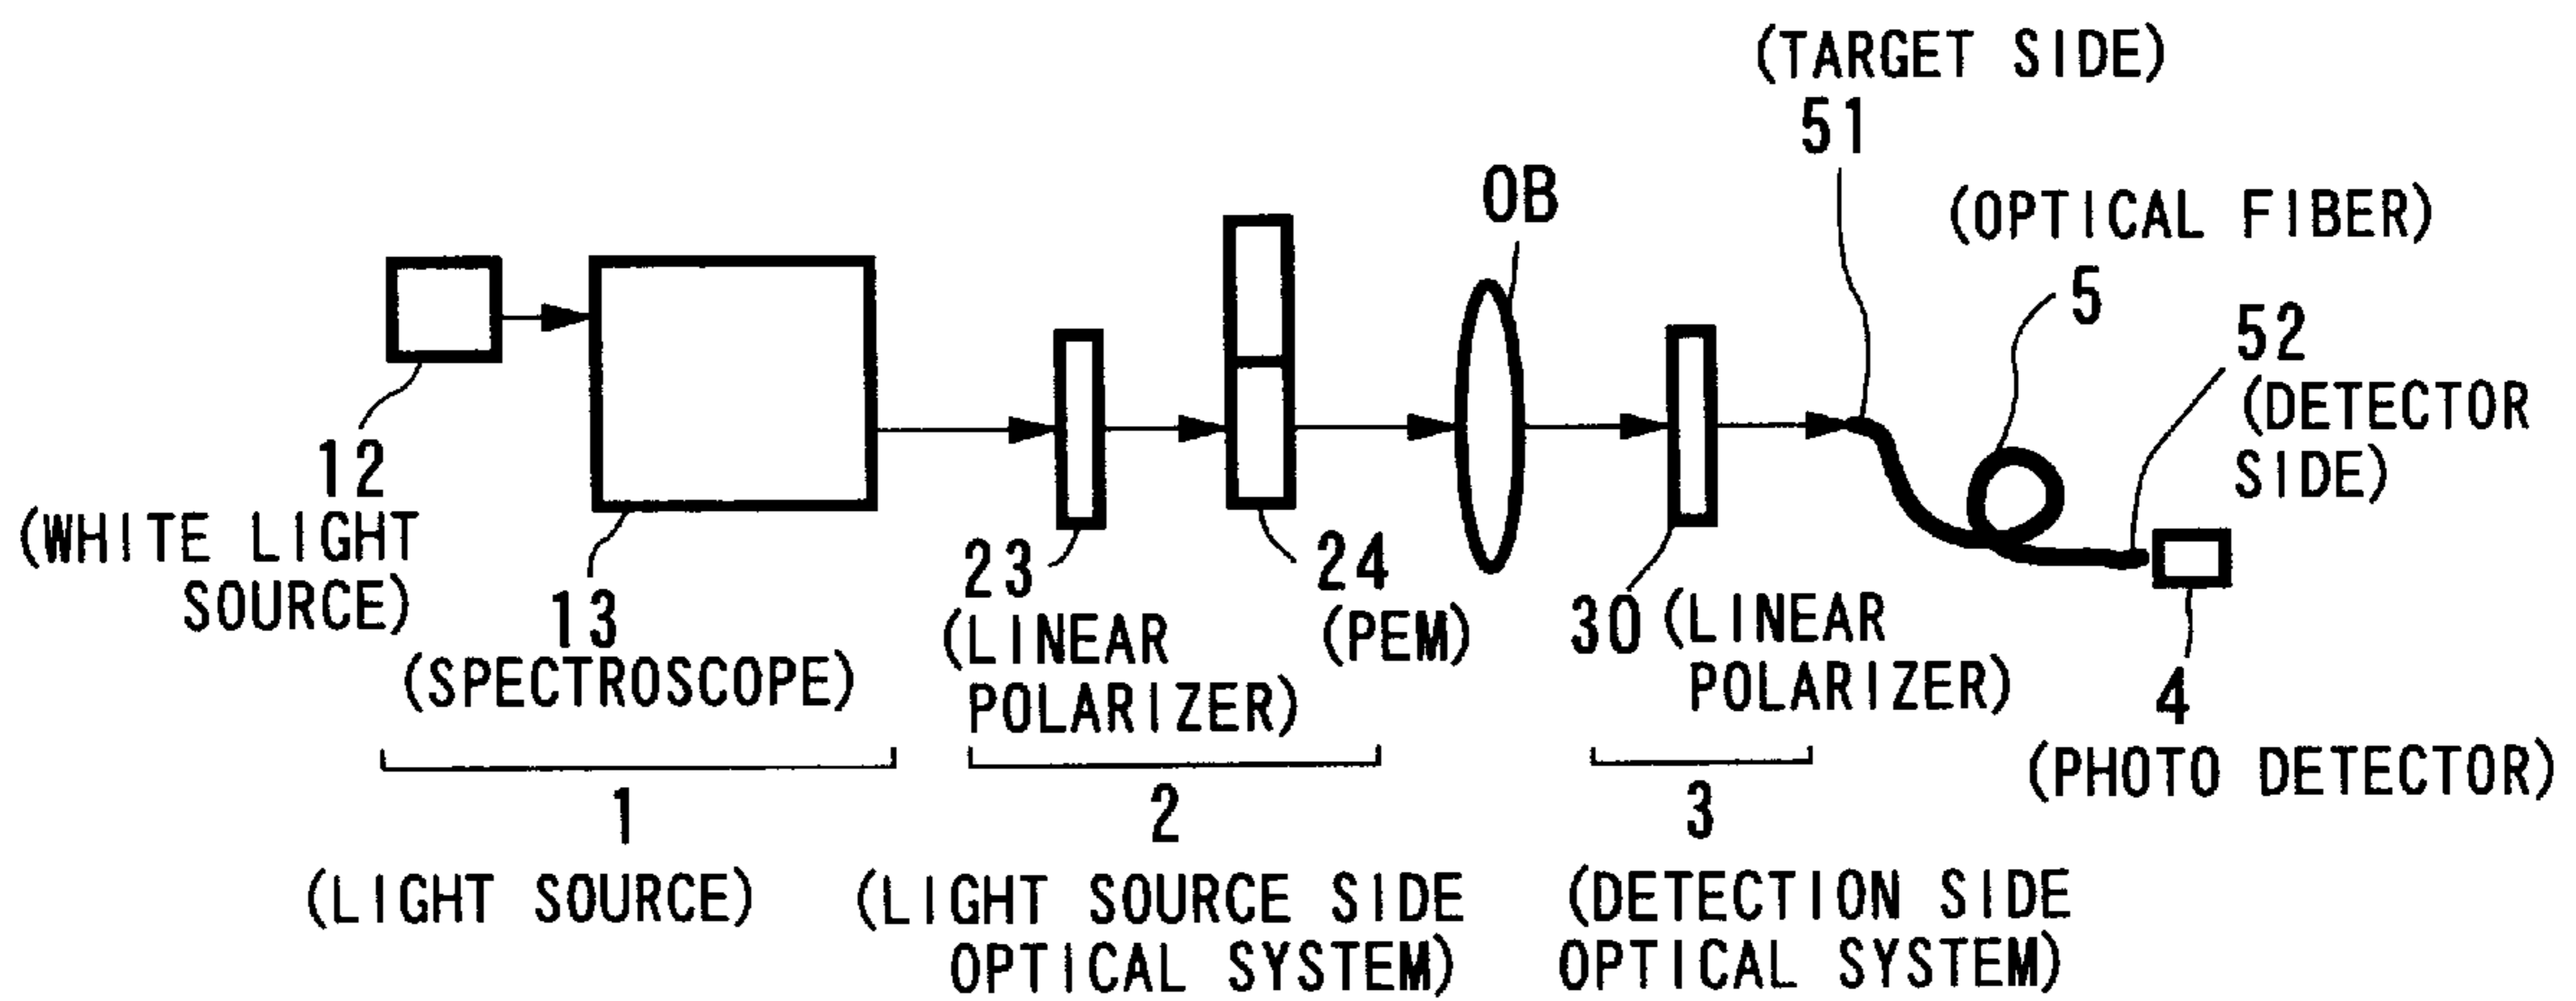 (TARGET SIDE)
51
OB
(OPTICAL FIBER)
5
52
(DETECTOR
SIDE)
12
(WHITE LIGHT
SOURCE)
13
(SPECTROSCOPE)
23
(LINEAR
POLARIZER)
24
(PEM)
30 (LINEAR
POLARIZER)
4
(PHOTO DETECTOR)
1
(LIGHT SOURCE)
2
(LIGHT SOURCE SIDE
OPTICAL SYSTEM)
3
(DETECTION SIDE
OPTICAL SYSTEM)